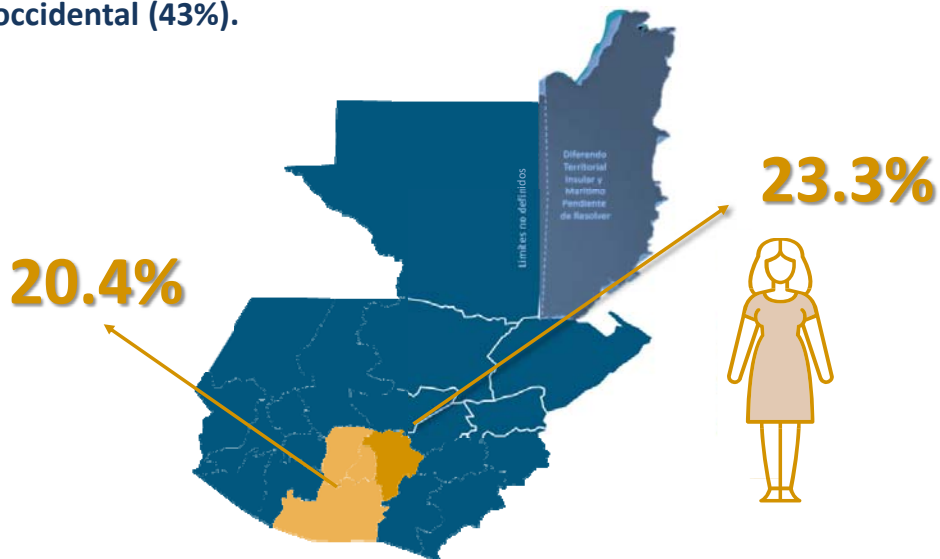 occidental (43%).
Diferendo
Territorial
Insular y
Marítimo
Pendiente
de Resolver
Límites no definidos
23.3%
20.4%